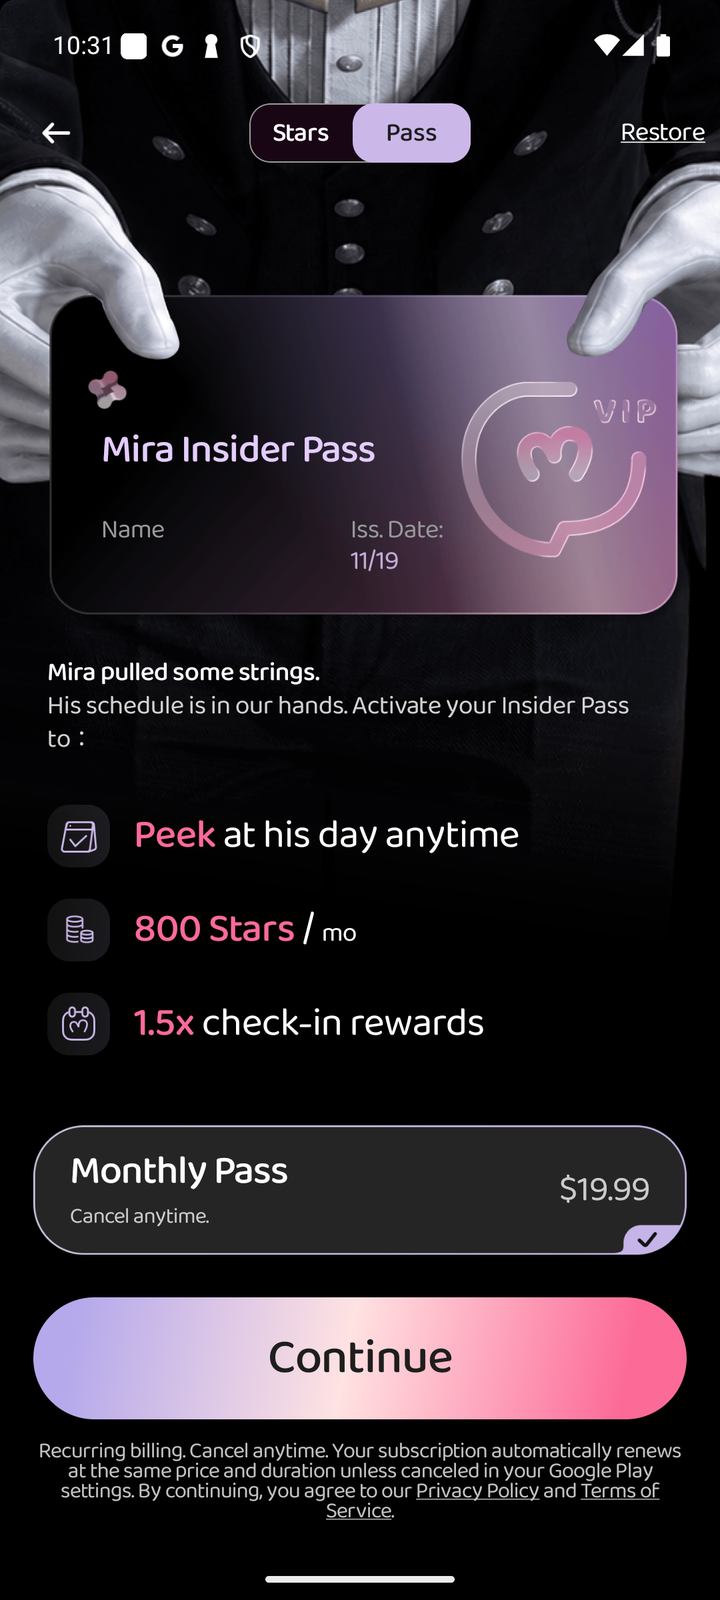 10:31
Stars
Pass
Restore
VIP
Mira Insider Pass
Name
Iss. Date:
11/19
Mira pulled some strings.
His schedule is in our hands. Activate your Insider Pass
to：
Peek at his day anytime
800 Stars / mo
1.5x check-in rewards
Monthly Pass
$19.99
Cancel anytime.
Continue
Recurring billing. Cancel anytime. Your subscription automatically renews
at the same price and duration unless canceled in your Google Play
settings. By continuing, you agree to our Privacy Policy and Terms of
Service.